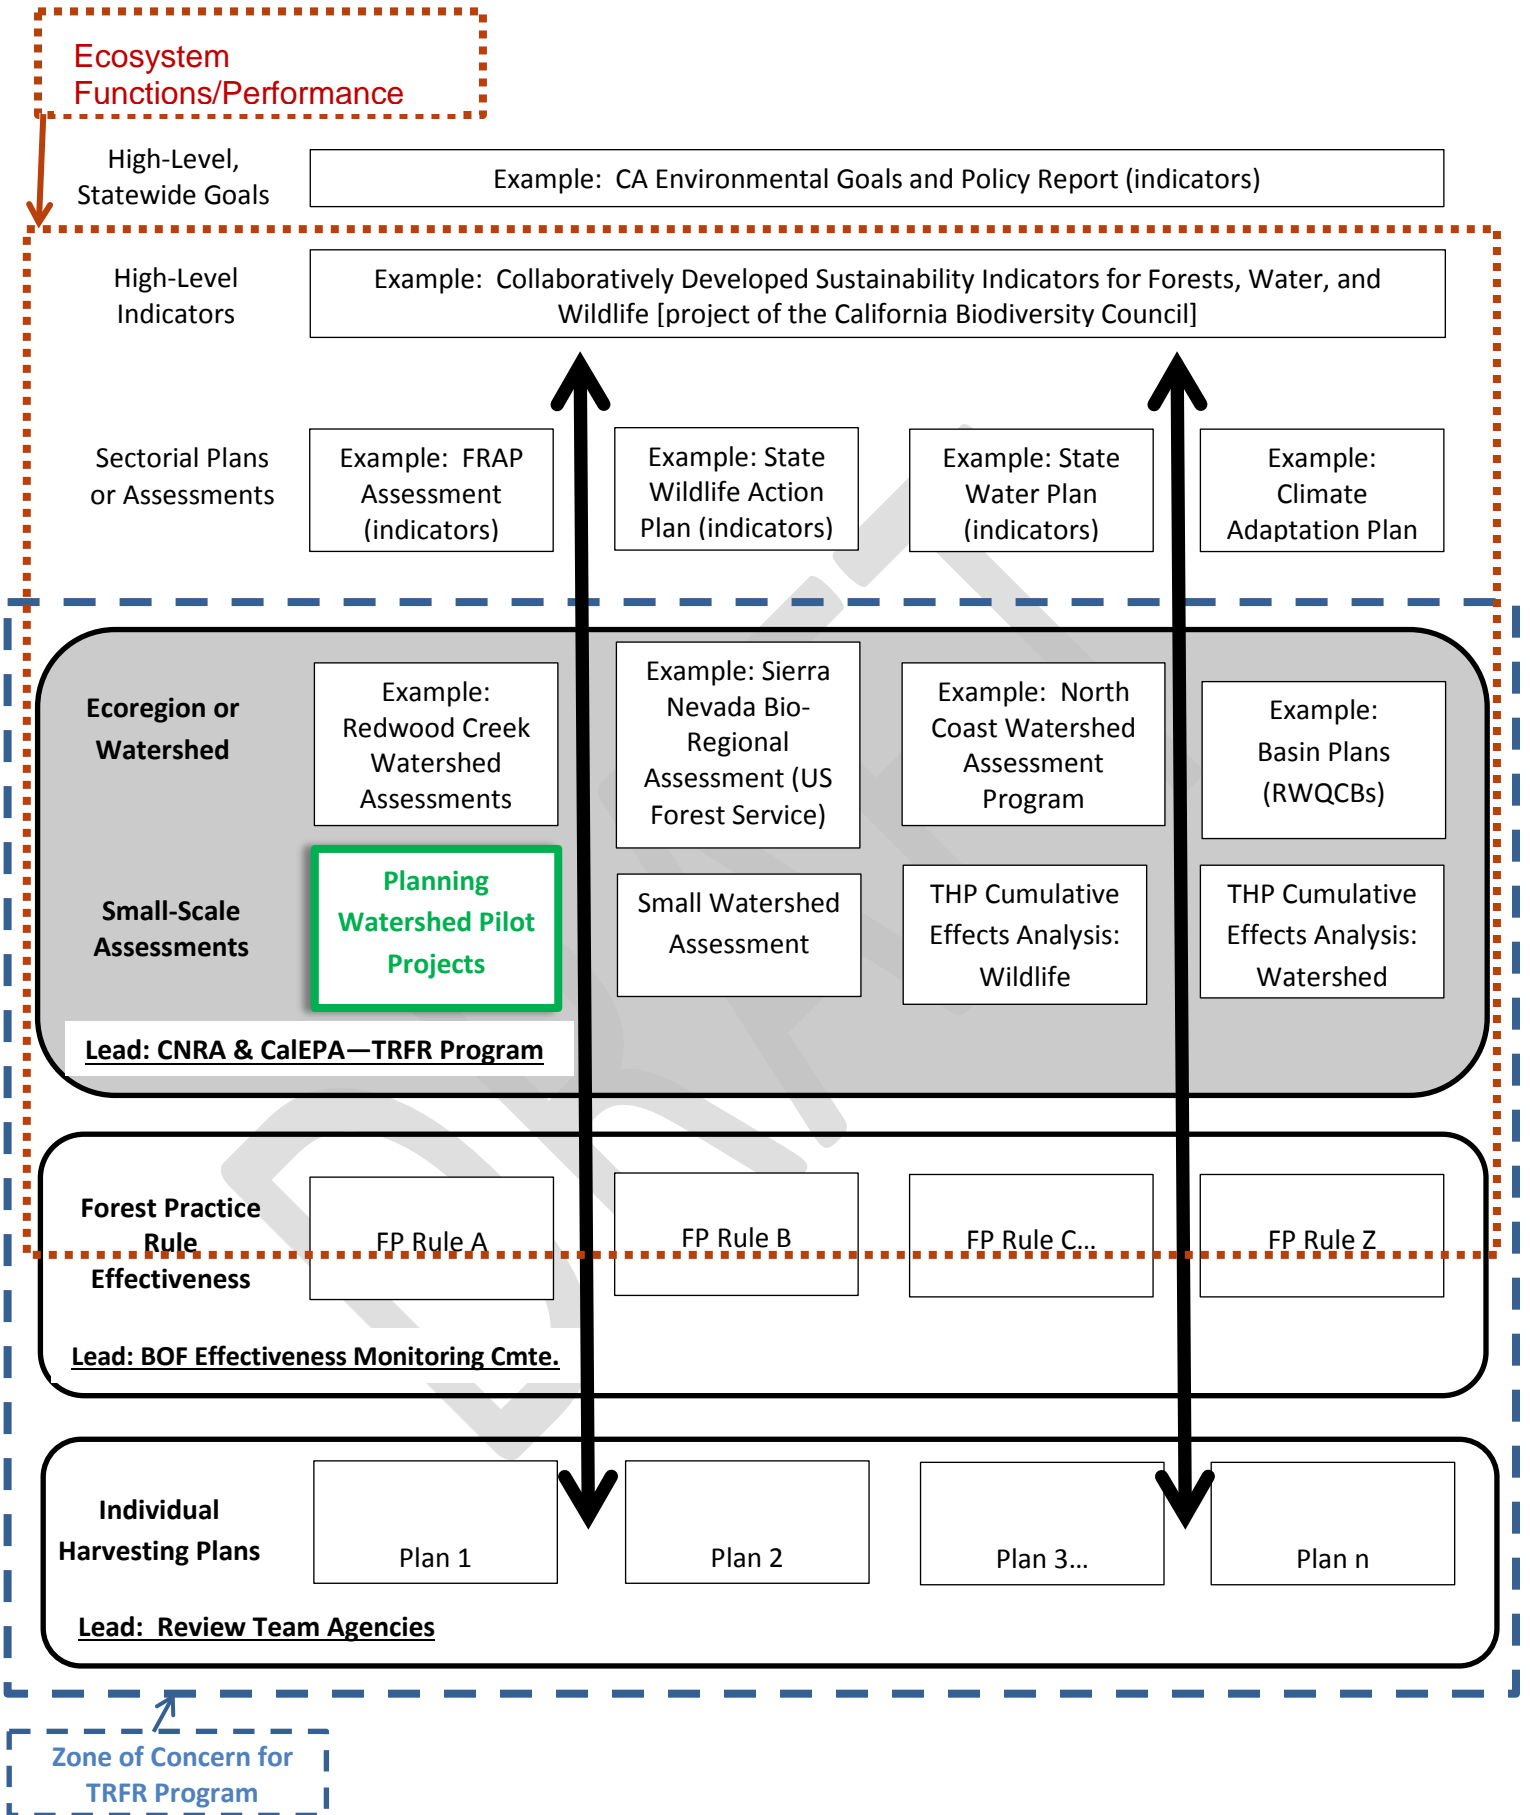 Ecosystem
Functions/Performance
High-Level,
Statewide Goals
Example:  CA Environmental Goals and Policy Report (indicators)
High-Level
Indicators
Example:  Collaboratively Developed Sustainability Indicators for Forests, Water, and
Wildlife [project of the California Biodiversity Council]
Sectorial Plans
or Assessments
Example:  FRAP
Assessment
(indicators)
Example: State
Wildlife Action
Plan (indicators)
Example: State
Water Plan
(indicators)
Example:
Climate
Adaptation Plan
Ecoregion or
Watershed
Example:
Redwood Creek
Watershed
Assessments
Example: Sierra
Nevada Bio-
Regional
Assessment (US
Forest Service)
Example:  North
Coast Watershed
Assessment
Program
Example:
Basin Plans
(RWQCBs)
Small-Scale
Assessments
Planning
Watershed Pilot
Projects
Small Watershed
Assessment
THP Cumulative
Effects Analysis:
Wildlife
THP Cumulative
Effects Analysis:
Watershed
Lead: CNRA & CalEPA—TRFR Program
Forest Practice
Rule
Effectiveness
FP Rule A
FP Rule B
FP Rule C...
FP Rule Z
Lead: BOF Effectiveness Monitoring Cmte.
Individual
Harvesting Plans
Plan 1
Plan 2
Plan 3...
Plan n
Lead:  Review Team Agencies
Zone of Concern for
TRFR Program
DRAFT